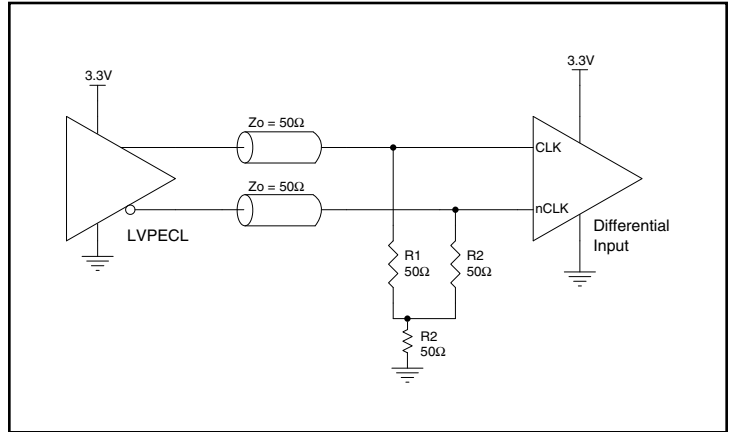 3.3V
3.3V
Zo = 50Ω
CLK
Zo = 50Ω
nCLK
LVPECL
Differential
Input
R1
50Ω
R2
50Ω
R2
50Ω